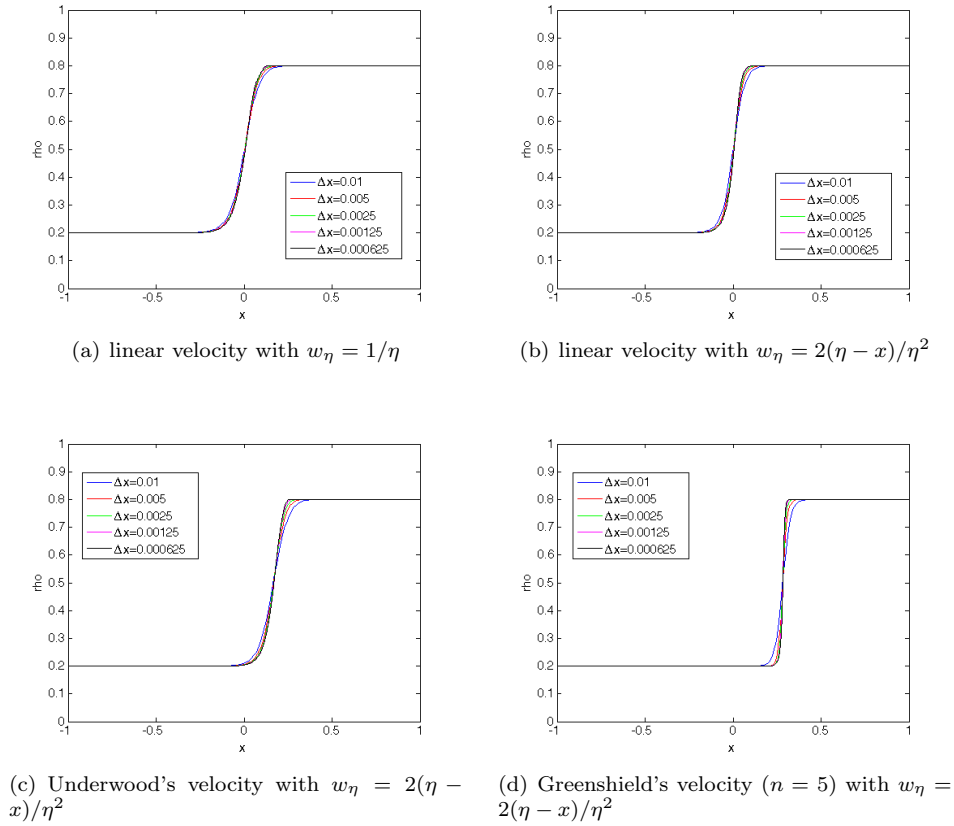 1
0.9
0.8
0.7
0.6
0.5
0.4
0.3
0.2
0.1
0
rho
-1
-0.5
0
0.5
1
x
Δx=0.01
Δx=0.005
Δx=0.0025
Δx=0.00125
Δx=0.000625
(a) linear velocity with w_η = 1/η
1
0.9
0.8
0.7
0.6
0.5
0.4
0.3
0.2
0.1
0
rho
-1
-0.5
0
0.5
1
x
Δx=0.01
Δx=0.005
Δx=0.0025
Δx=0.00125
Δx=0.000625
(b) linear velocity with w_η = 2(η − x)/η²
1
0.9
0.8
0.7
0.6
0.5
0.4
0.3
0.2
0.1
0
rho
-1
-0.5
0
0.5
1
x
Δx=0.01
Δx=0.005
Δx=0.0025
Δx=0.00125
Δx=0.000625
(c) Underwood's velocity with w_η = 2(η −
x)/η²
1
0.9
0.8
0.7
0.6
0.5
0.4
0.3
0.2
0.1
0
rho
-1
-0.5
0
0.5
1
x
Δx=0.01
Δx=0.005
Δx=0.0025
Δx=0.00125
Δx=0.000625
(d) Greenshield's velocity (n = 5) with w_η =
2(η − x)/η²